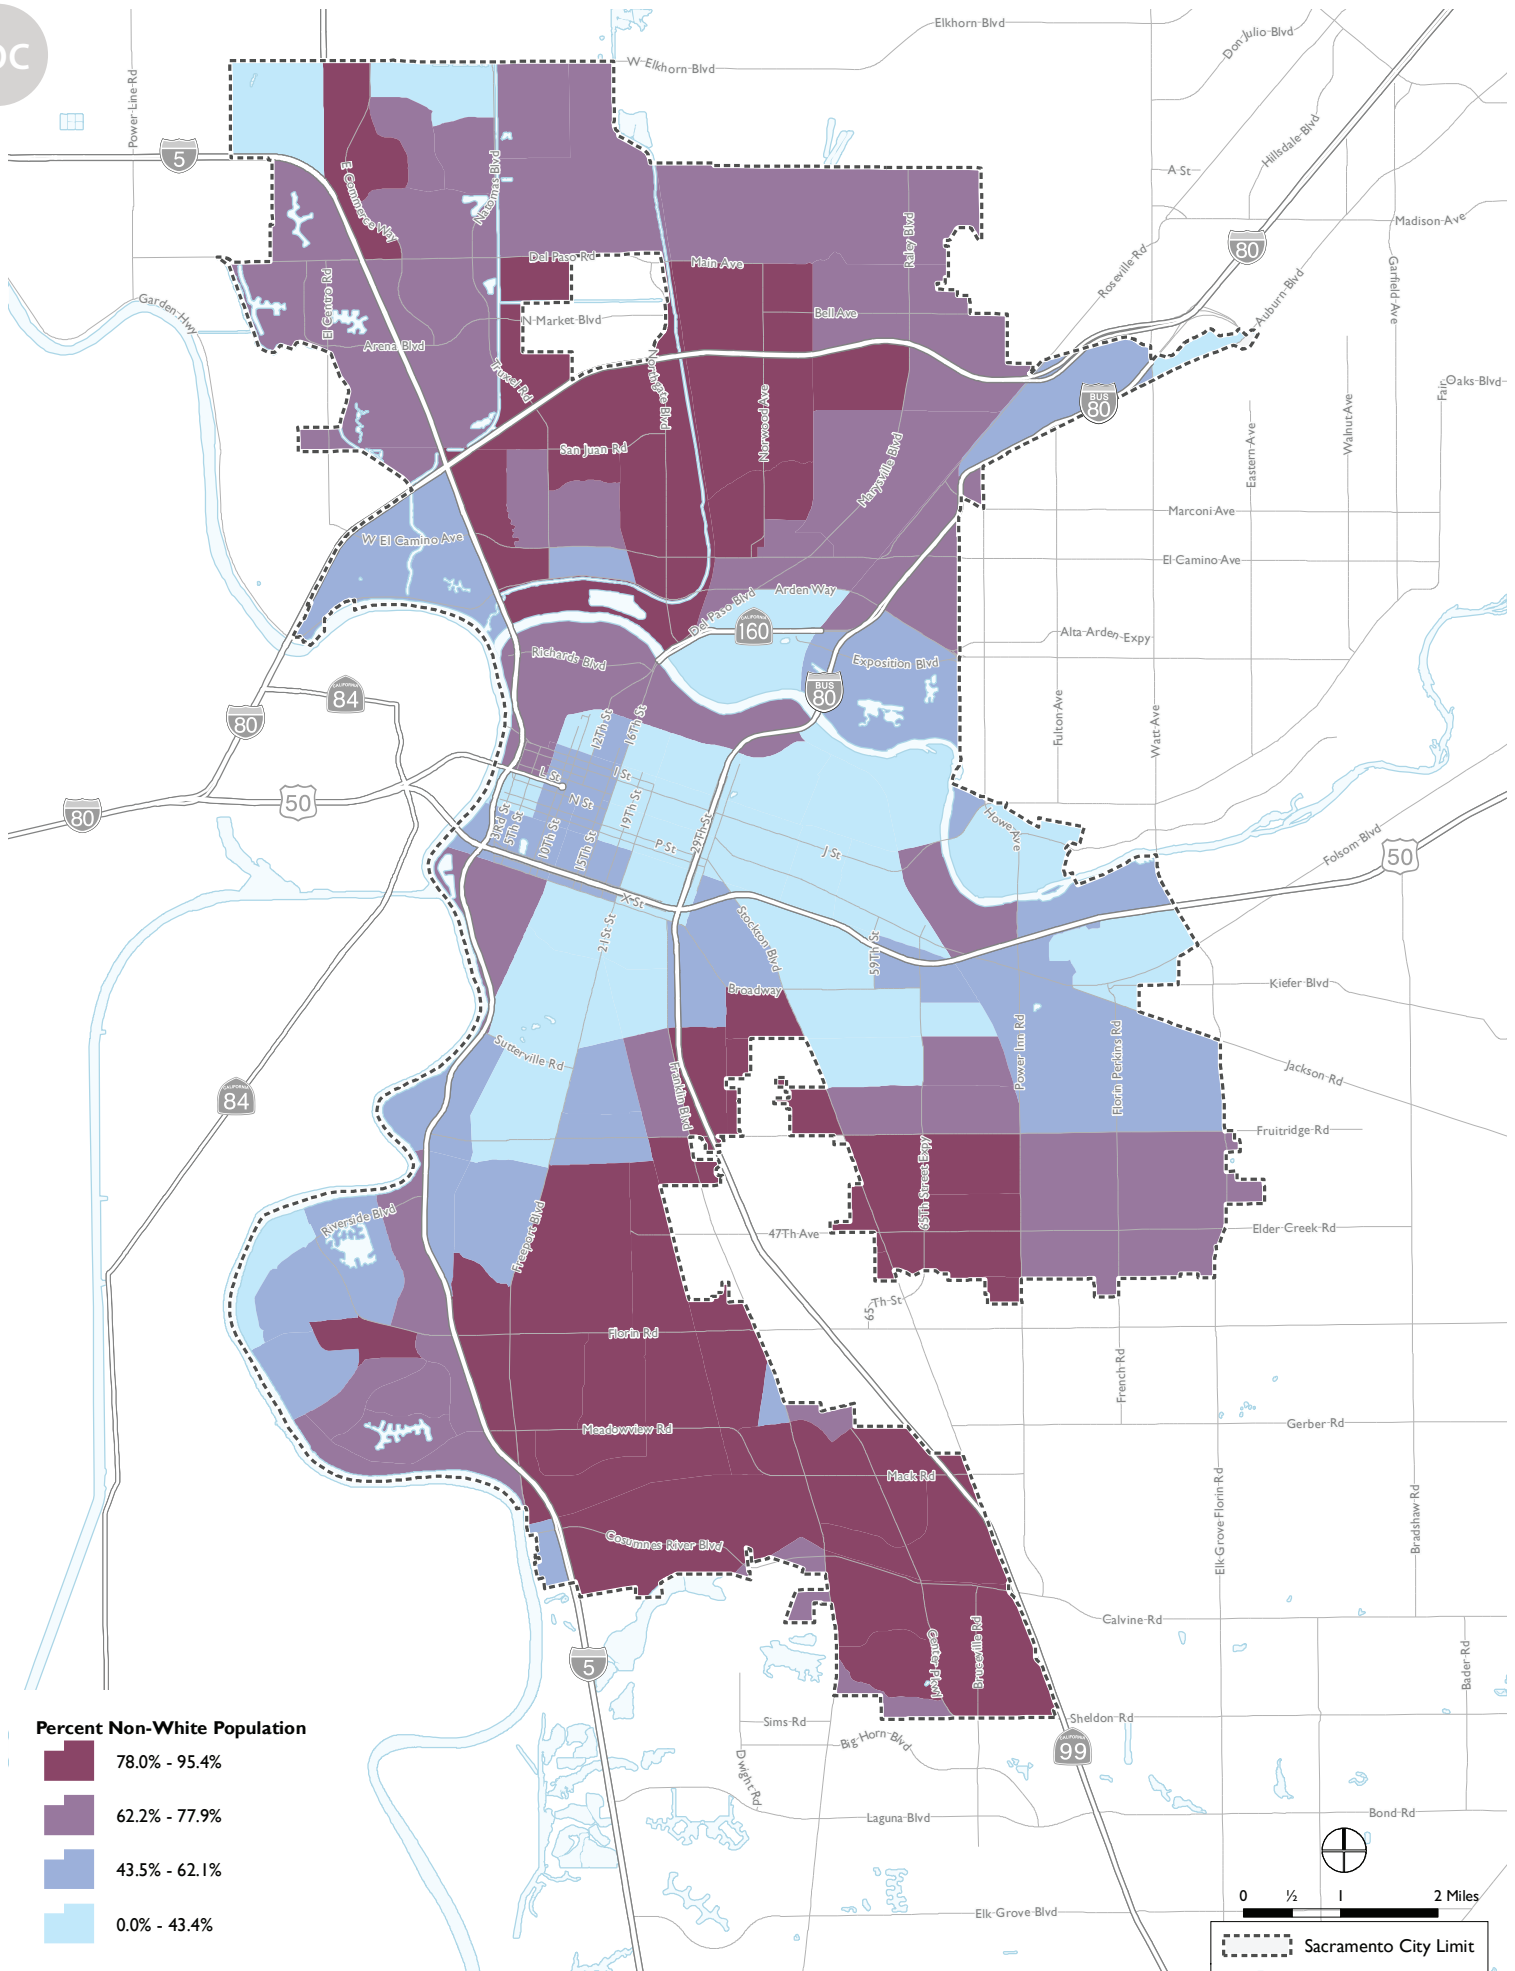 DC
Elkhorn Blvd
W Elkhorn Blvd
Don Julio Blvd
Power Line Rd
5
A St
Hillsdale Blvd
E Commerce Way
Natomas Blvd
Raley Blvd
Madison Ave
80
Roseville Rd
Garfield Ave
Auburn Blvd
Del Paso Rd
Main Ave
El Centro Rd
Garden Hwy
N Market Blvd
Bell Ave
Arena Blvd
Truxel Rd
Northgate Blvd
Norwood Ave
Fair Oaks Blvd
BUS
80
Walnut Ave
Eastern Ave
San Juan Rd
Marysville Blvd
Marconi Ave
W El Camino Ave
El Camino Ave
Arden Way
Del Paso Blvd
CALIFORNIA
160
Alta Arden Expy
Richards Blvd
Exposition Blvd
CALIFORNIA
84
BUS
80
80
Fulton Ave
Watt Ave
12Th St
16Th St
L St
I St
N St
50
80
3Rd St
5Th St
10Th St
15Th St
19Th St
29Th St
P St
J St
Howe Ave
Folsom Blvd
50
X St
21St St
Stockton Blvd
59Th St
Broadway
Kiefer Blvd
Sutterville Rd
Power Inn Rd
Florin Perkins Rd
Jackson Rd
CALIFORNIA
84
Franklin Blvd
Fruitridge Rd
65Th Street Expy
Riverside Blvd
Freeport Blvd
47Th Ave
Elder Creek Rd
65Th St
Florin Rd
French Rd
Meadowview Rd
Gerber Rd
Mack Rd
Elk Grove Florin Rd
Bradshaw Rd
Cosumnes River Blvd
Calvine Rd
Center Pkwy
Bruceville Rd
Bader Rd
5
Sims Rd
Big Horn Blvd
Sheldon Rd
CALIFORNIA
99
Dwight Rd
Laguna Blvd
Bond Rd
Elk Grove Blvd
Percent Non-White Population
78.0% - 95.4%
62.2% - 77.9%
43.5% - 62.1%
0.0% - 43.4%
0 ½ 1 2 Miles
Sacramento City Limit